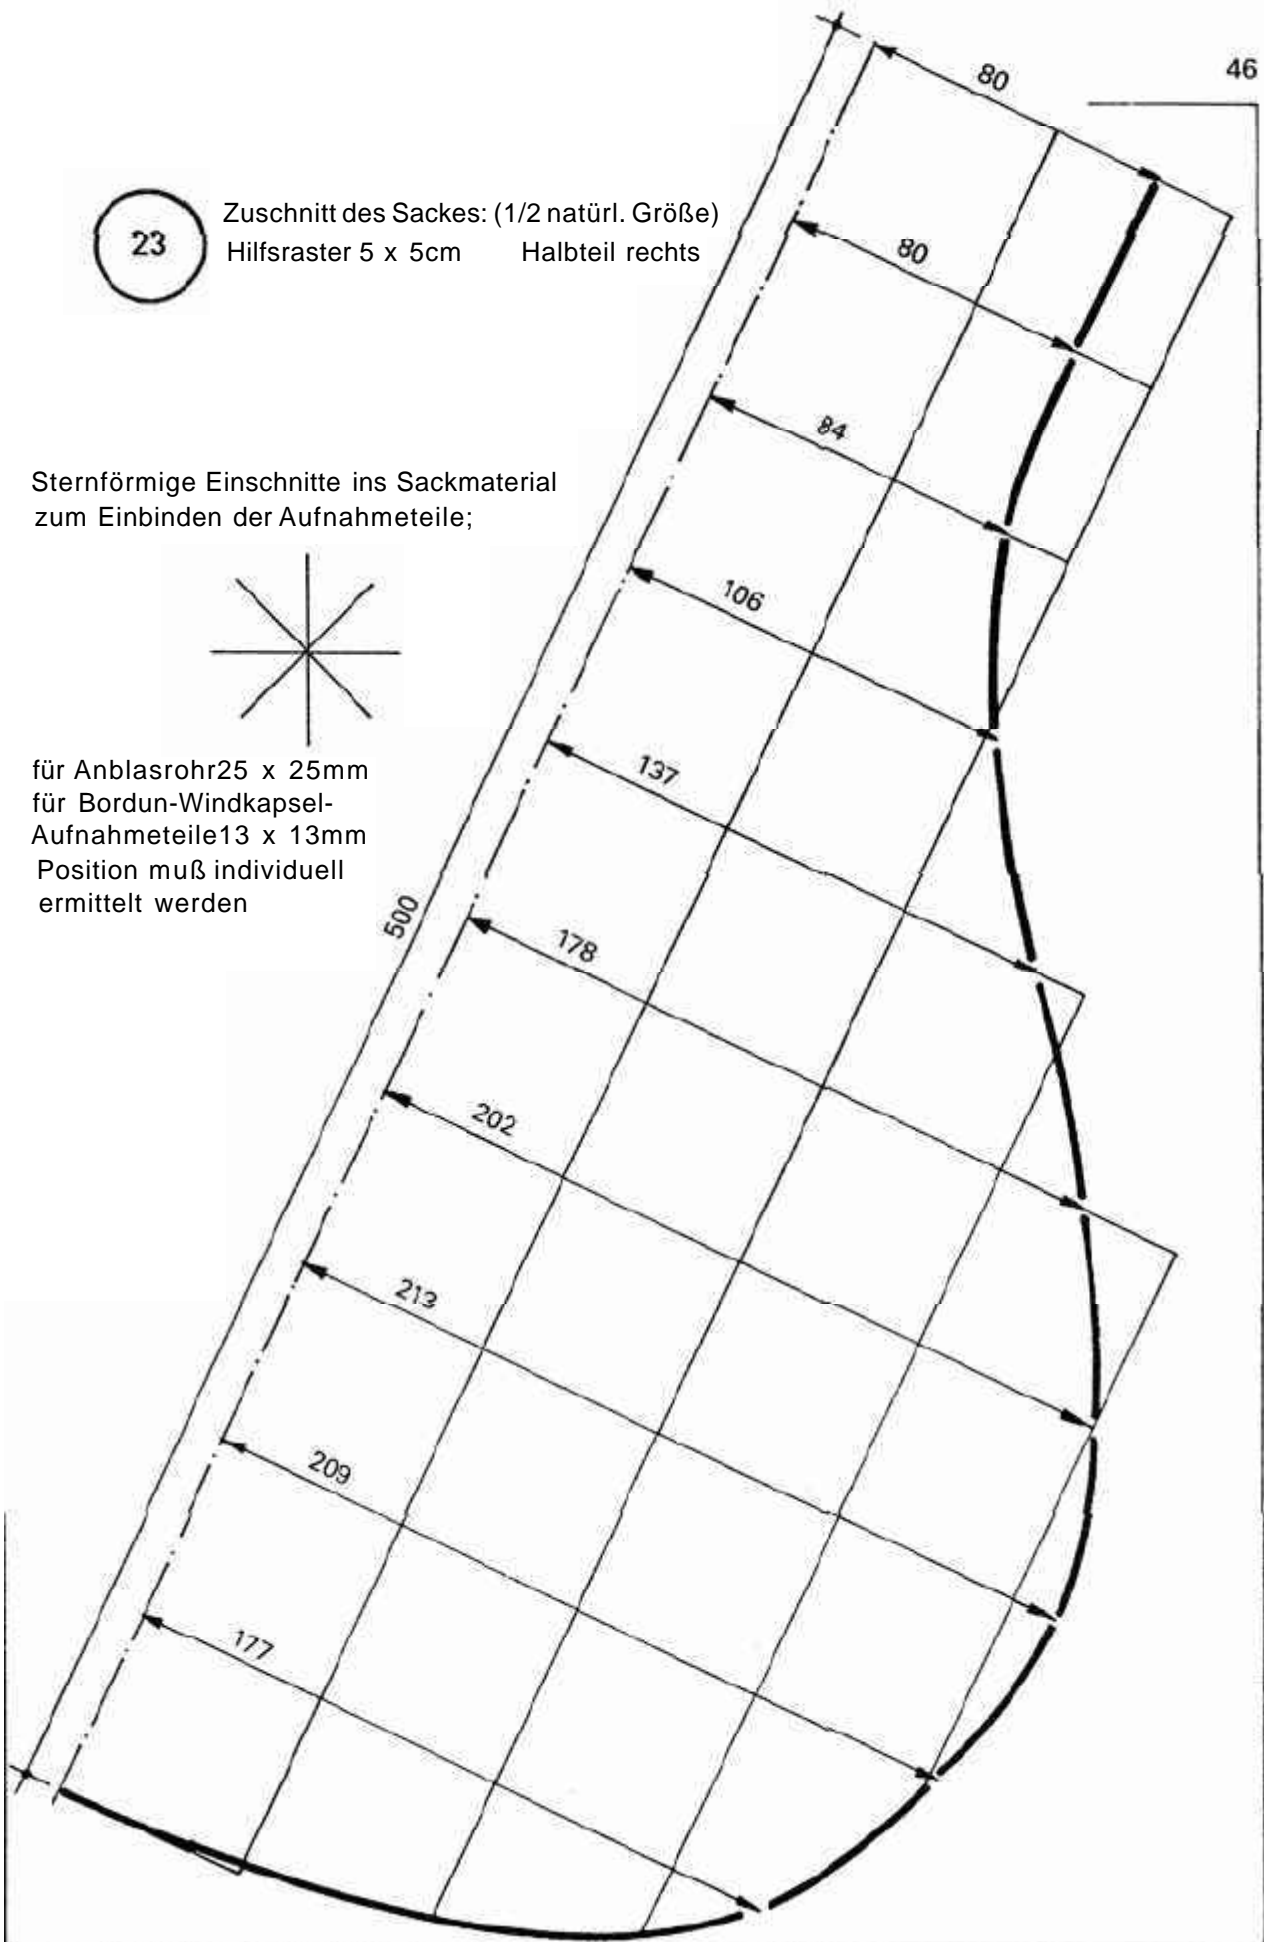 46
23
Zuschnitt des Sackes: (1/2 natürl. Größe)
Hilfsraster 5 x 5cm Halbteil rechts
80
80
84
106
137
178
202
213
209
177
500
Sternförmige Einschnitte ins Sackmaterial
zum Einbinden der Aufnahmeteile;
für Anblasrohr25 x 25mm
für Bordun-Windkapsel-
Aufnahmeteile13 x 13mm
Position muß individuell
ermittelt werden